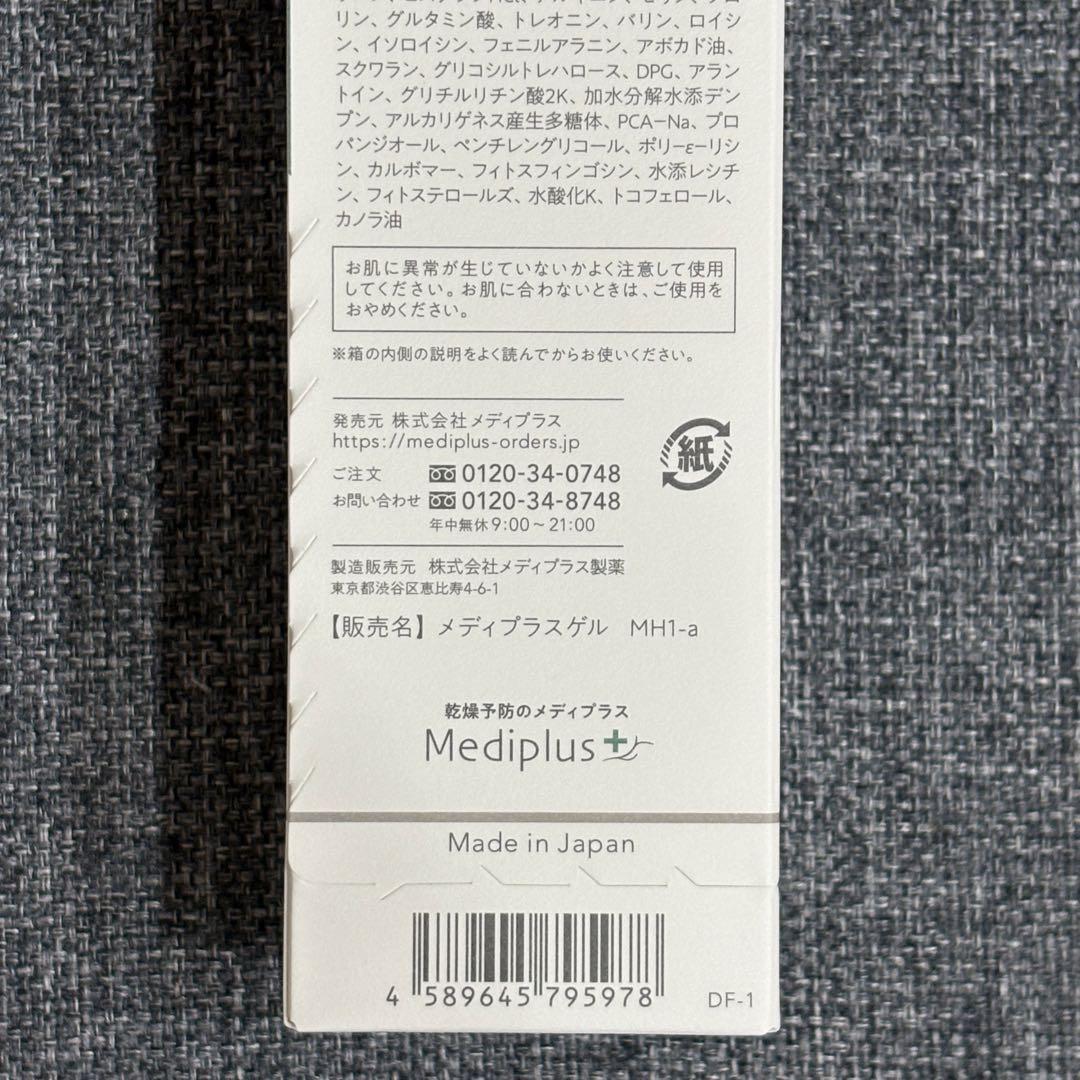 リン、グルタミン酸、トレオニン、バリン、ロイシ
ン、イソロイシン、フェニルアラニン、アボカド油、
スクワラン、グリコシルトレハロース、DPG、アラン
トイン、グリチルリチン酸2K、加水分解水添デン
プン、アルカリゲネス産生多糖体、PCA-Na、プロ
パンジオール、ペンチレングリコール、ポリ-ε-リシ
ン、カルボマー、フィトスフィンゴシン、水添レシチ
ン、フィトステロールズ、水酸化K、トコフェロール、
カノラ油
お肌に異常が生じていないかよく注意して使用
してください。お肌に合わないときは、ご使用を
おやめください。
※箱の内側の説明をよく読んでからお使いください。
発売元 株式会社メディプラス
https://mediplus-orders.jp
ご注文 0120-34-0748
お問い合わせ 0120-34-8748
年中無休9:00～21:00
紙
製造販売元 株式会社メディプラス製薬
東京都渋谷区恵比寿4-6-1
【販売名】メディプラスゲル MH1-a
乾燥予防のメディプラス
Mediplus+
Made in Japan
4 589645 795978
DF-1